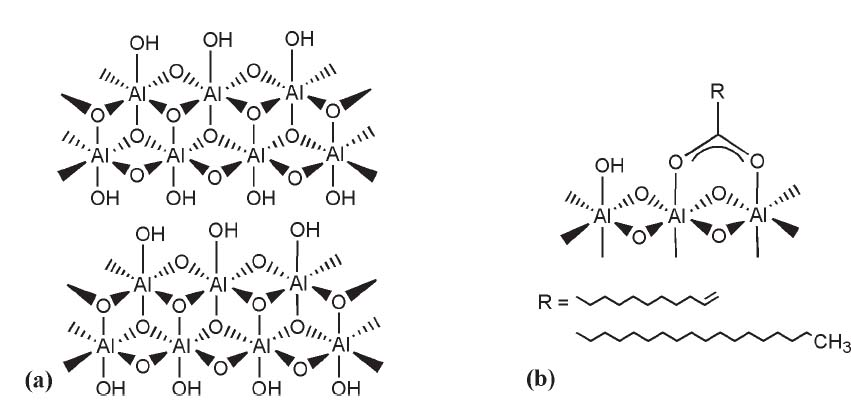 OH OH OH
O O
Al Al Al
O O O O
O O O
Al Al Al Al
O O O
OH OH OH OH
OH OH OH
O O
Al Al Al
O O O O
O O O
Al Al Al Al
O O O
OH OH OH OH
(a)
R
O O
OH
O O
Al Al Al
O O
R =
CH3
(b)